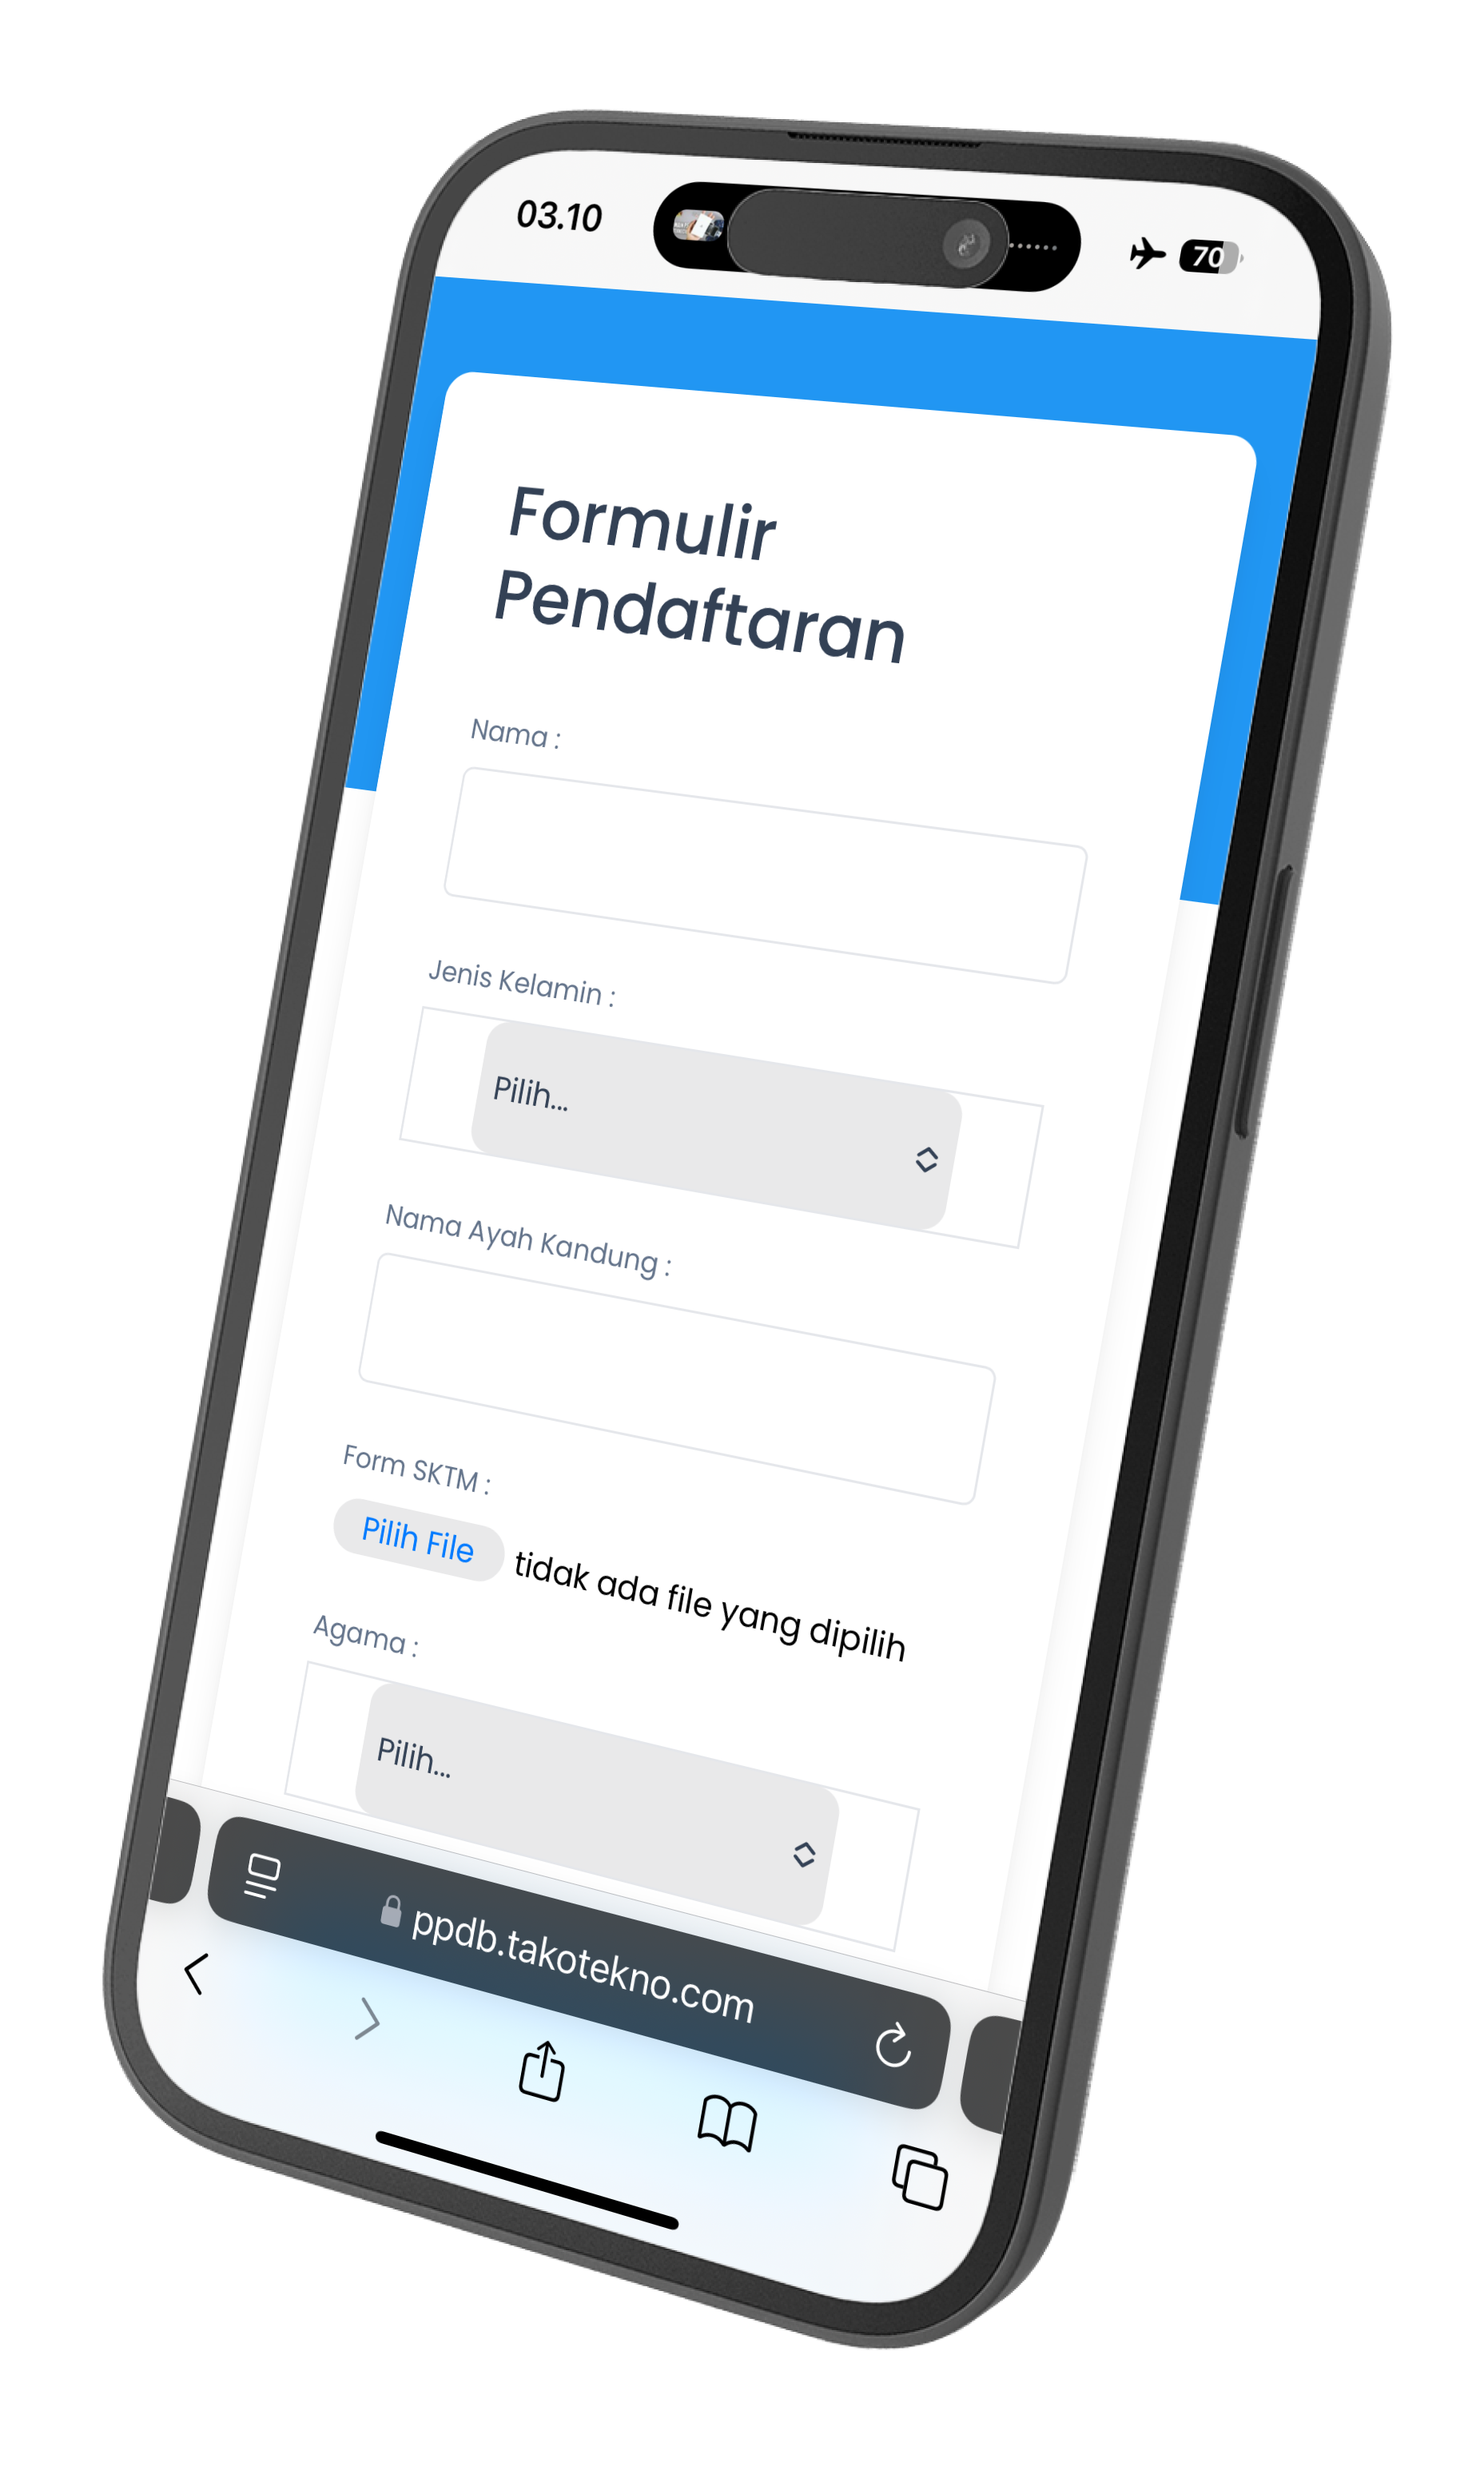 03.10
70
Formulir
Pendaftaran
Nama :
Jenis Kelamin :
Pilih...
Nama Ayah Kandung :
Form SKTM :
Pilih File tidak ada file yang dipilih
Agama :
Pilih...
ppdb.takotekno.com